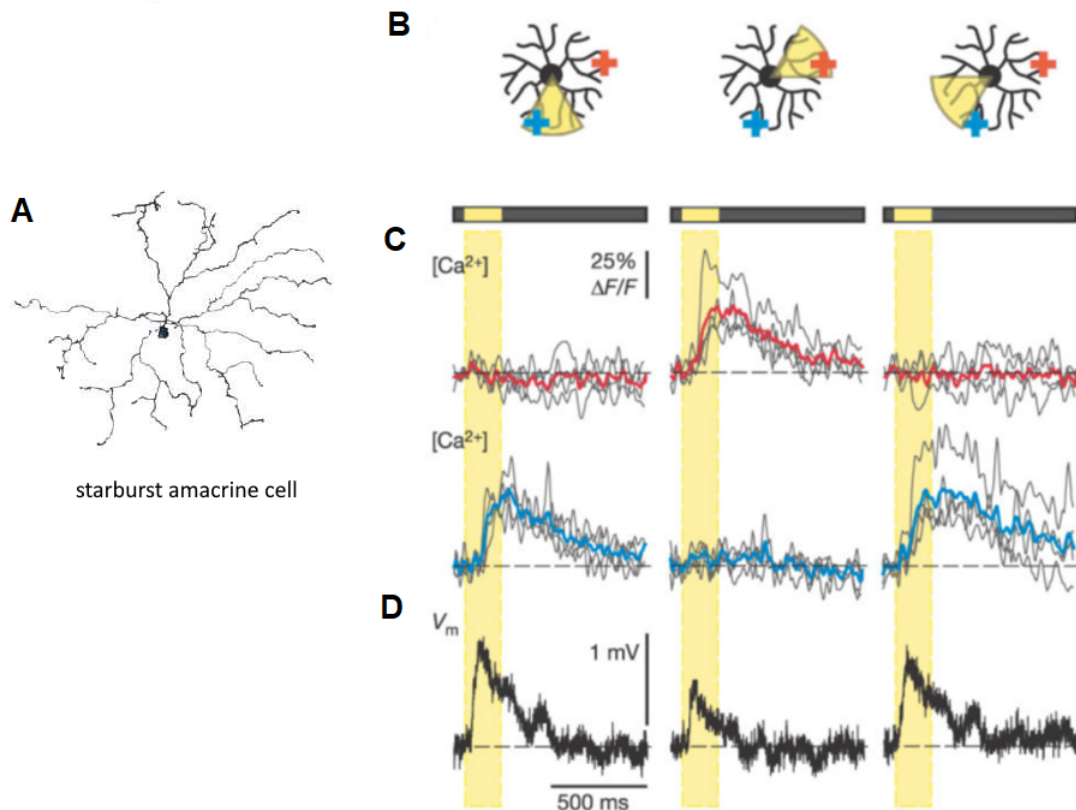 B
A
starburst amacrine cell
C
[Ca²⁺]
25%
ΔF/F
[Ca²⁺]
D
Vm
1 mV
500 ms